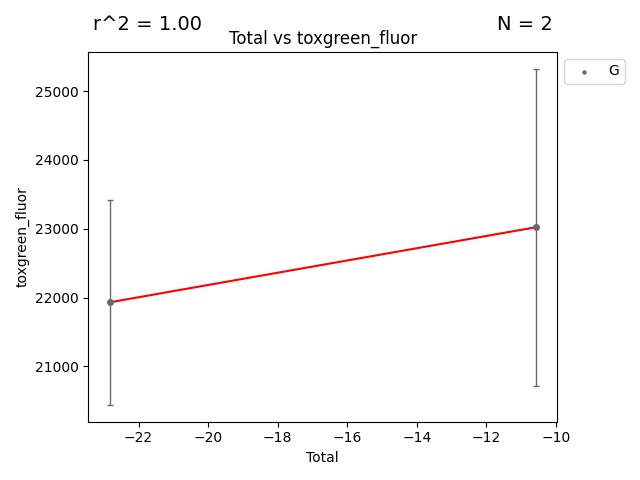 r^2 = 1.00
N = 2
Total vs toxgreen_fluor
G
25000
24000
23000
22000
21000
toxgreen_fluor
−22
−20
−18
−16
−14
−12
−10
Total